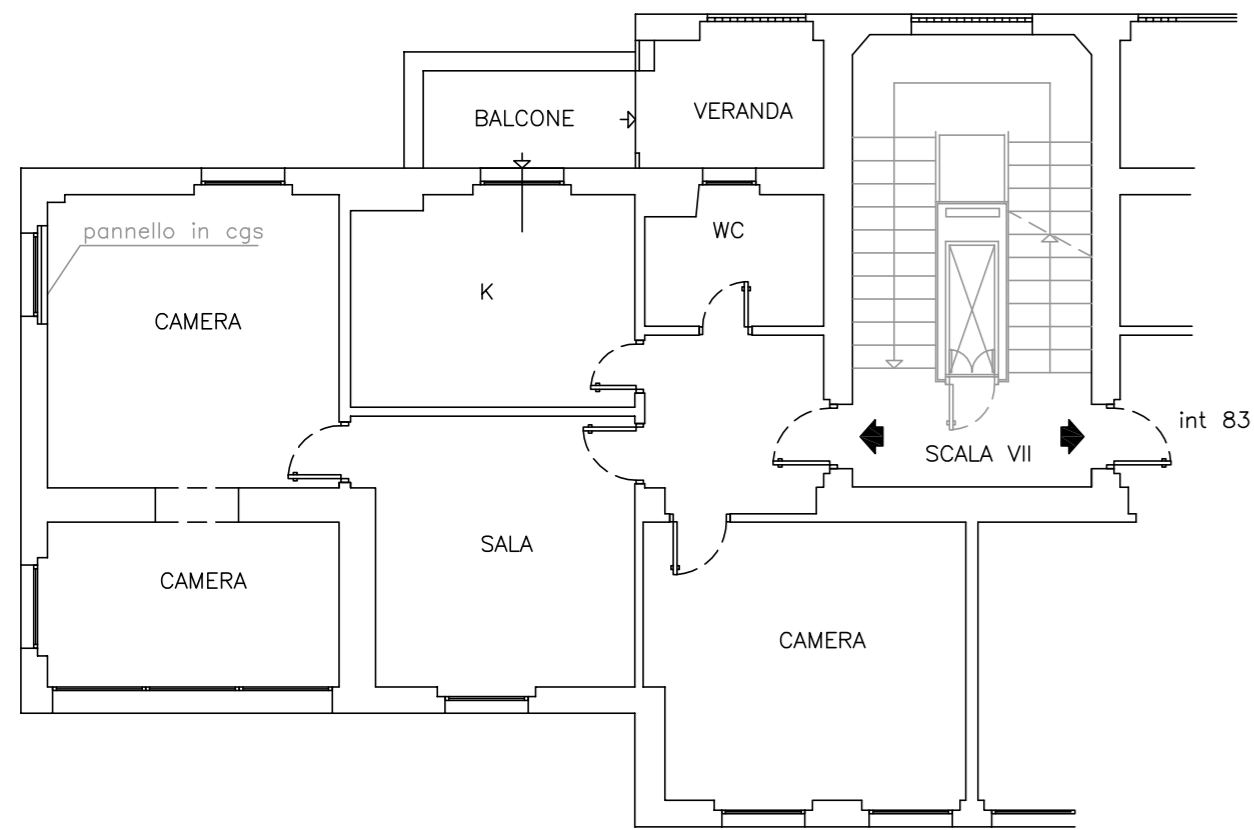 VERANDA
BALCONE
WC
pannello in cgs
K
CAMERA
int 83
SCALA VII
SALA
CAMERA
CAMERA